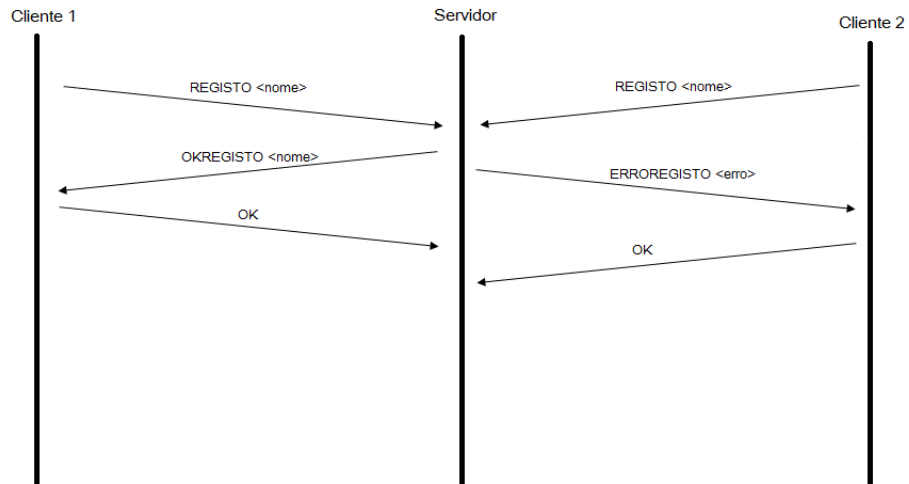 Cliente 1
Servidor
Cliente 2
REGISTO <nome>
REGISTO <nome>
OKREGISTO <nome>
ERROREGISTO <erro>
OK
OK